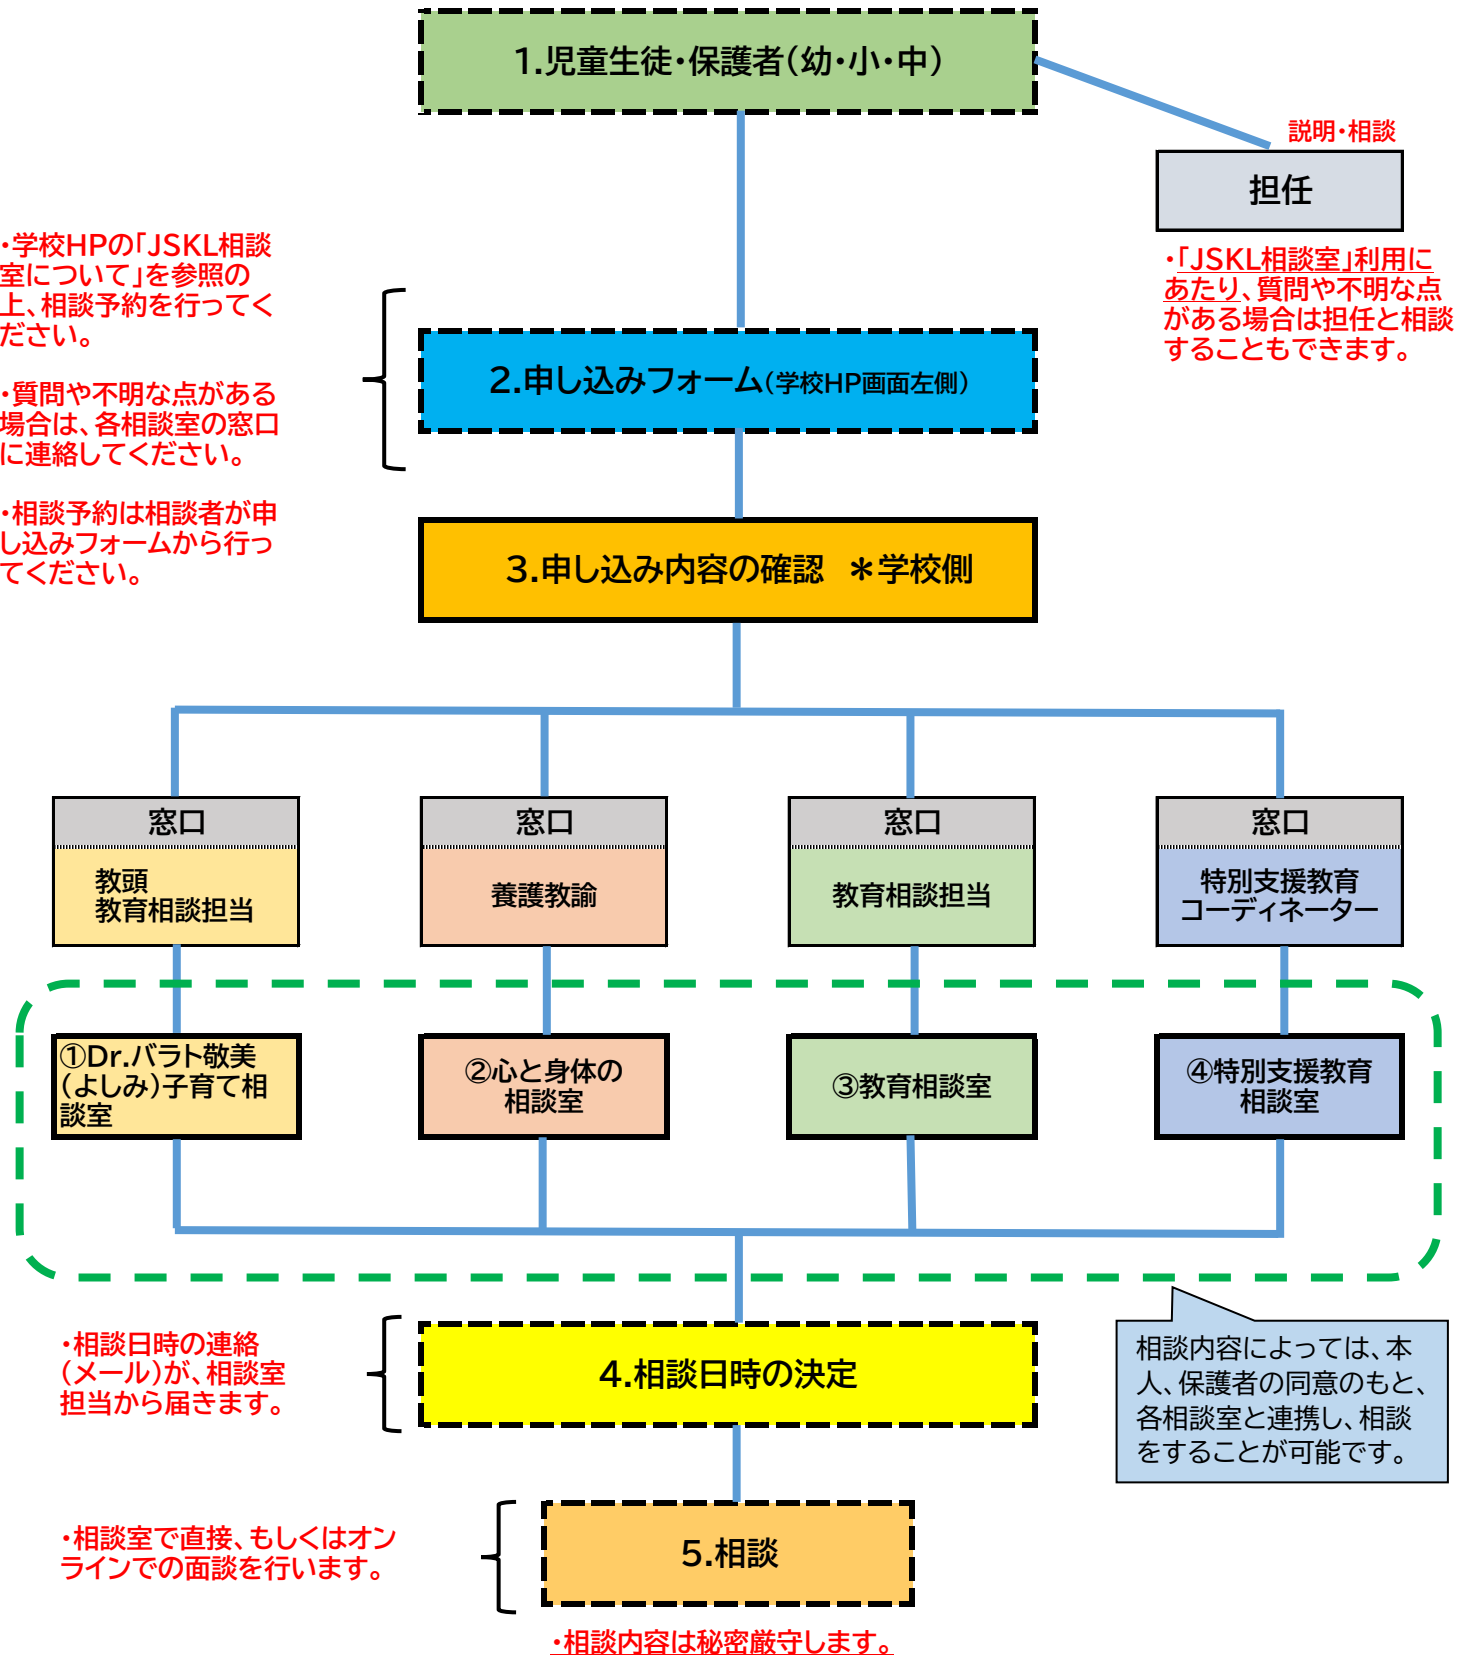 1.児童生徒・保護者（幼・小・中）
説明・相談
担任
・「JSKL相談室」利用に
あたり、質問や不明な点
がある場合は担任と相談
することもできます。
・学校HPの「JSKL相談
室について」を参照の
上、相談予約を行ってく
ださい。
・質問や不明な点がある
場合は、各相談室の窓口
に連絡してください。
・相談予約は相談者が申
し込みフォームから行っ
てください。
2.申し込みフォーム（学校HP画面左側）
3.申し込み内容の確認　＊学校側
窓口
教頭
教育相談担当
窓口
養護教諭
窓口
教育相談担当
窓口
特別支援教育
コーディネーター
①Dr.バラト敬美
（よしみ）子育て相
談室
②心と身体の
相談室
③教育相談室
④特別支援教育
相談室
・相談日時の連絡
（メール）が、相談室
担当から届きます。
4.相談日時の決定
相談内容によっては、本
人、保護者の同意のもと、
各相談室と連携し、相談
をすることが可能です。
・相談室で直接、もしくはオン
ラインでの面談を行います。
5.相談
・相談内容は秘密厳守します。